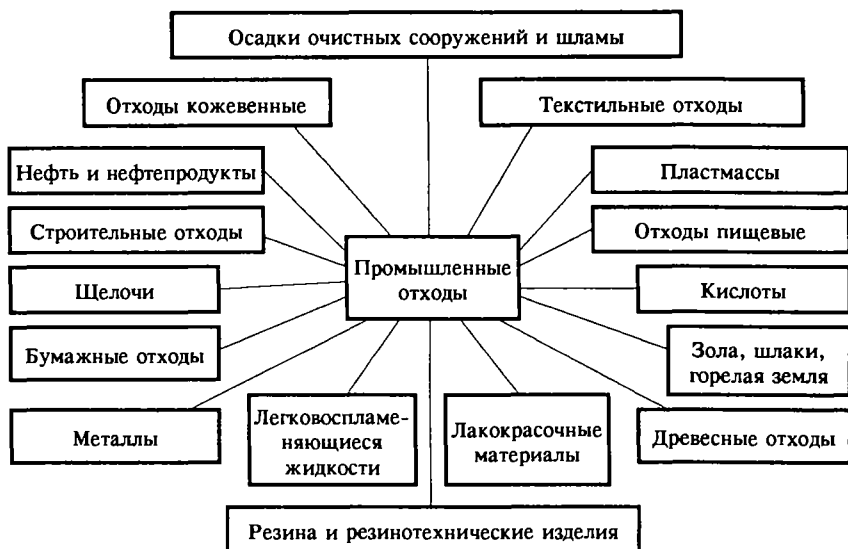 Осадки очистных сооружений и шламы
Отходы кожевенные
Текстильные отходы
Нефть и нефтепродукты
Пластмассы
Строительные отходы
Отходы пищевые
Промышленные
отходы
Щелочи
Кислоты
Бумажные отходы
Зола, шлаки,
горелая земля
Металлы
Легковоспламе-
няющиеся
жидкости
Лакокрасочные
материалы
Древесные отходы
Резина и резинотехнические изделия